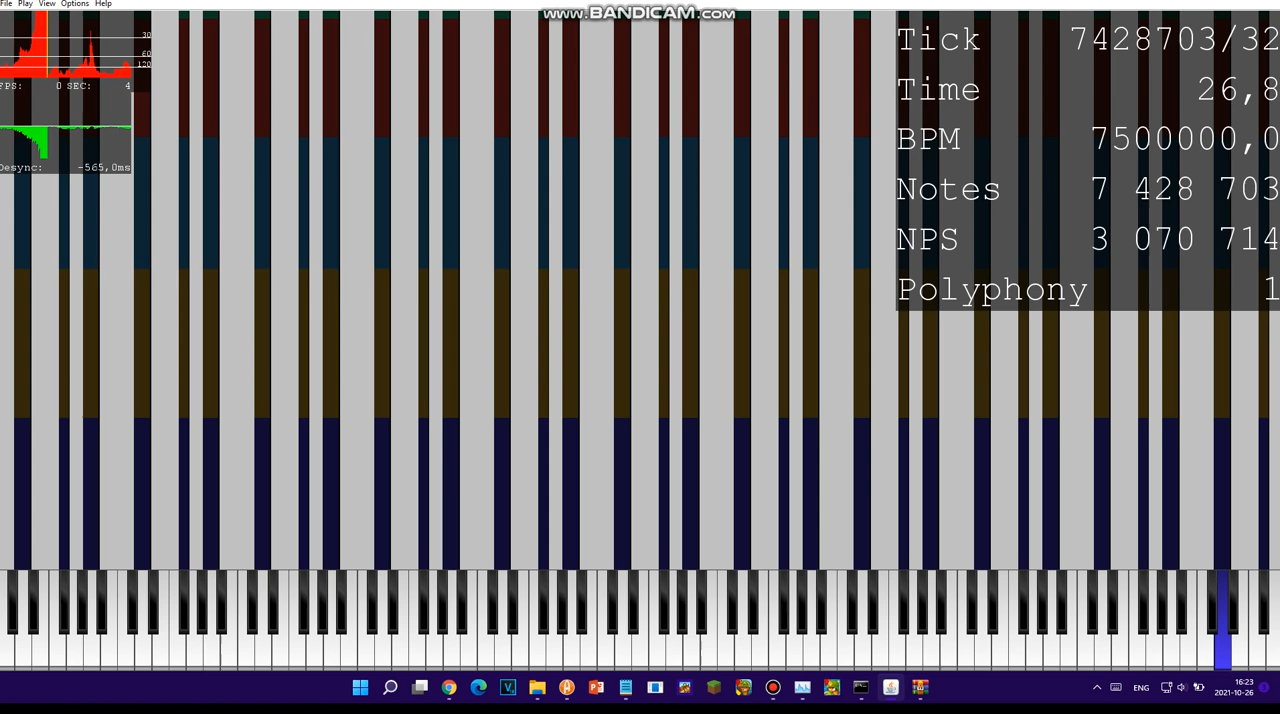 File Play View Options Help
www.BANDICAM.com
30
60
120
FPS: 0 SEC: 4
Desync: -565,0ms
Tick 7428703/32
Time 26,8
BPM 7500000,0
Notes 7 428 703
NPS 3 070 714
Polyphony 1
ENG
16:23
2021-10-26